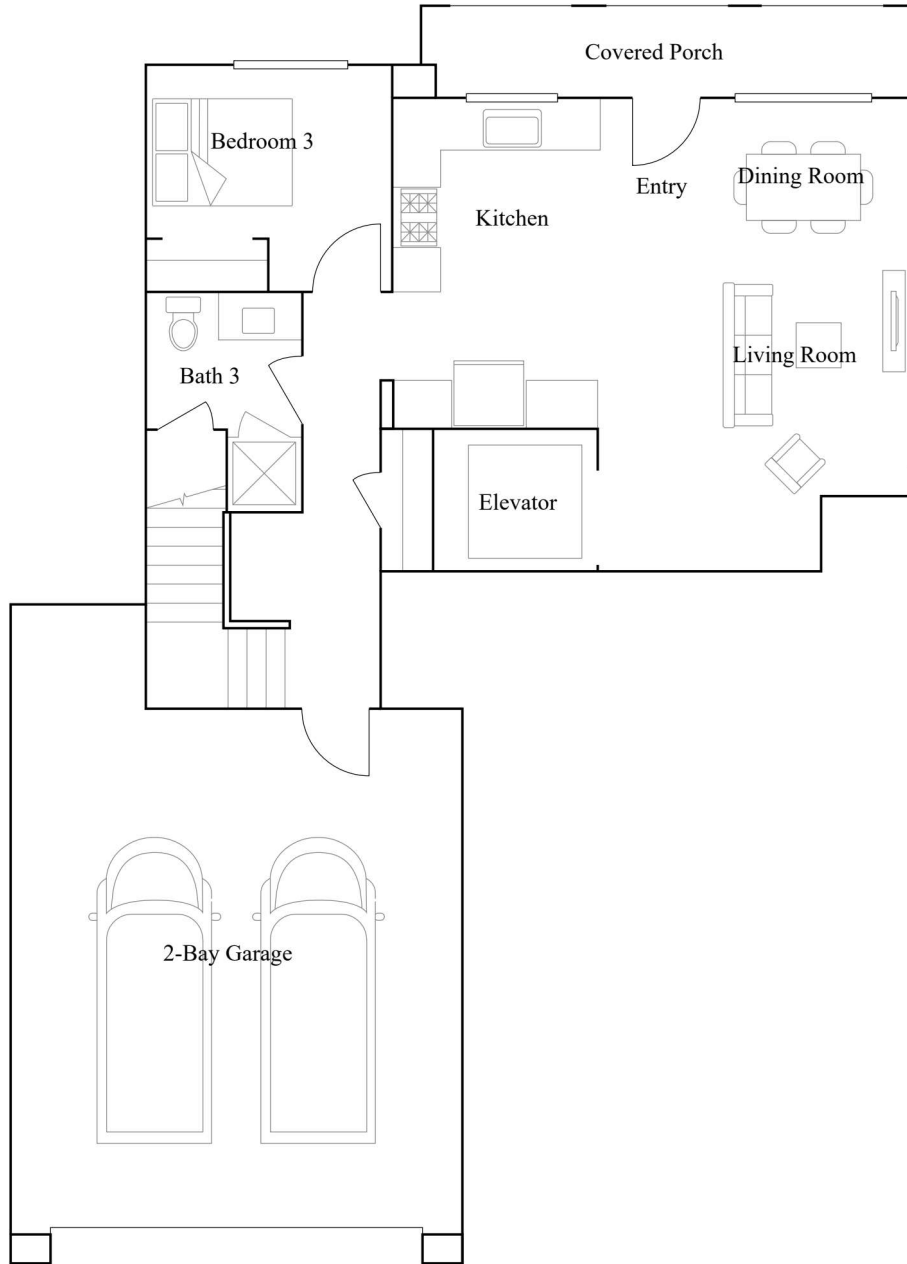 Covered Porch
Bedroom 3
Dining Room
Entry
Kitchen
Living Room
Bath 3
Elevator
2-Bay Garage